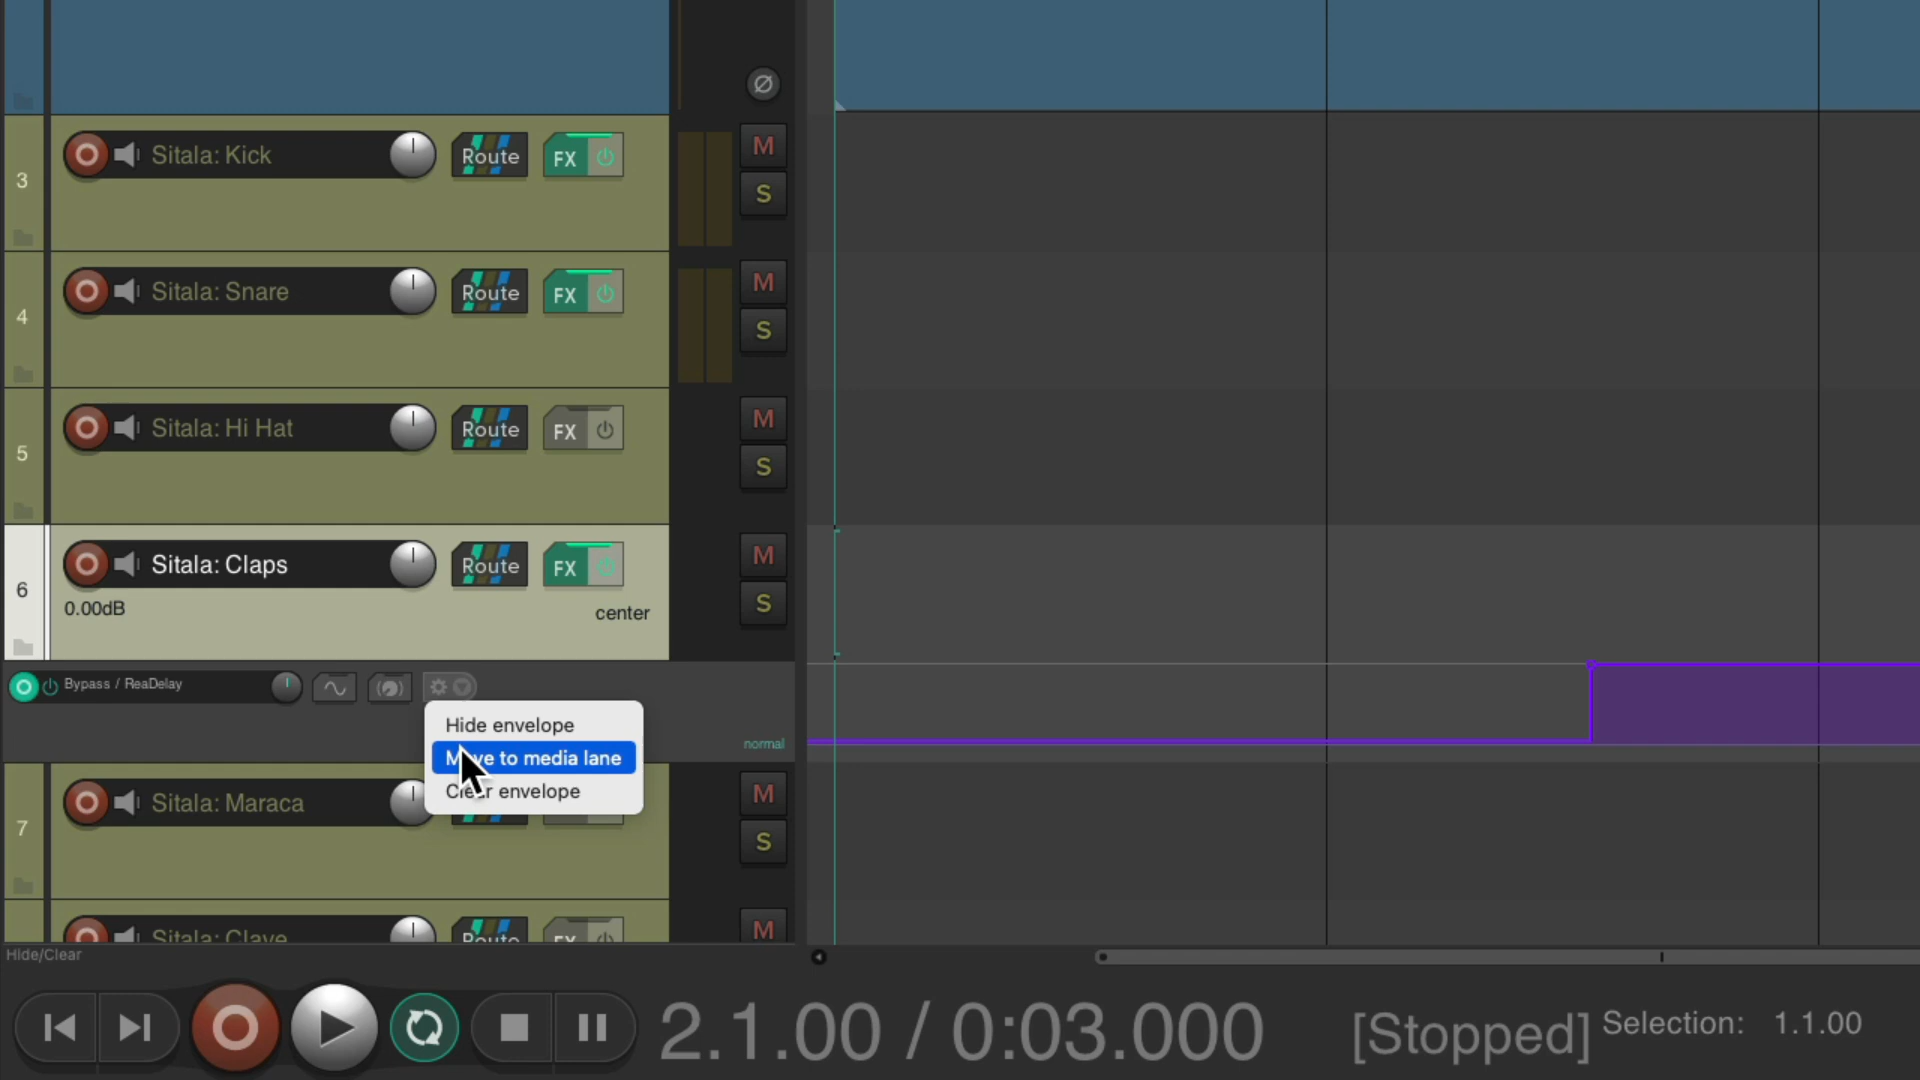 Ø
3
Sitala: Kick
Route
FX
M
S
4
Sitala: Snare
Route
FX
M
S
5
Sitala: Hi Hat
Route
FX
M
S
6
Sitala: Claps
Route
FX
M
S
0.00dB
center
Bypass / ReaDelay
normal
Hide envelope
Move to media lane
Clear envelope
7
Sitala: Maraca
M
S
Sitala: Clave
Route
FX
M
Hide/Clear
2.1.00 / 0:03.000
[Stopped]
Selection: 1.1.00